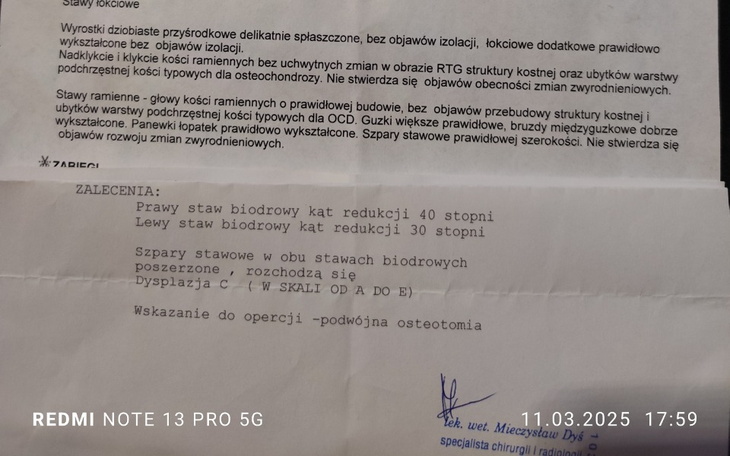 Stawy łokciowe
Wyrostki dziobiaste przyśrodkowe delikatnie spłaszczone, bez objawów izolacji, łokciowe dodatkowe prawidłowo
wykształcone bez objawów izolacji.
Nadkłykcie i kłykcie kości ramiennych bez uchwytnych zmian w obrazie RTG struktury kostnej oraz ubytków warstwy
podchrzęstnej kości typowych dla osteochondrozy. Nie stwierdza się objawów obecności zmian zwyrodnieniowych.
Stawy ramienne - głowy kości ramiennych o prawidłowej budowie, bez objawów przebudowy struktury kostnej i
ubytków warstwy podchrzęstnej kości typowych dla OCD. Guzki większe prawidłowe, bruzdy międzyguzkowe dobrze
wykształcone. Panewki łopatek prawidłowo wykształcone. Szpary stawowe prawidłowej szerokości. Nie stwierdza się
objawów rozwoju zmian zwyrodnieniowych.
ZABIEGI
ZALECENIA:
Prawy staw biodrowy kąt redukcji 40 stopni
Lewy staw biodrowy kąt redukcji 30 stopni
Szpary stawowe w obu stawach biodrowych
poszerzone , rozchodzą się
Dysplazja C ( W SKALI OD A DO E)
Wskazanie do opercji -podwójna osteotomia
lek. wet. Mieczysław Dyś
specjalista chirurgii i radiologii
REDMI NOTE 13 PRO 5G
11.03.2025 17:59